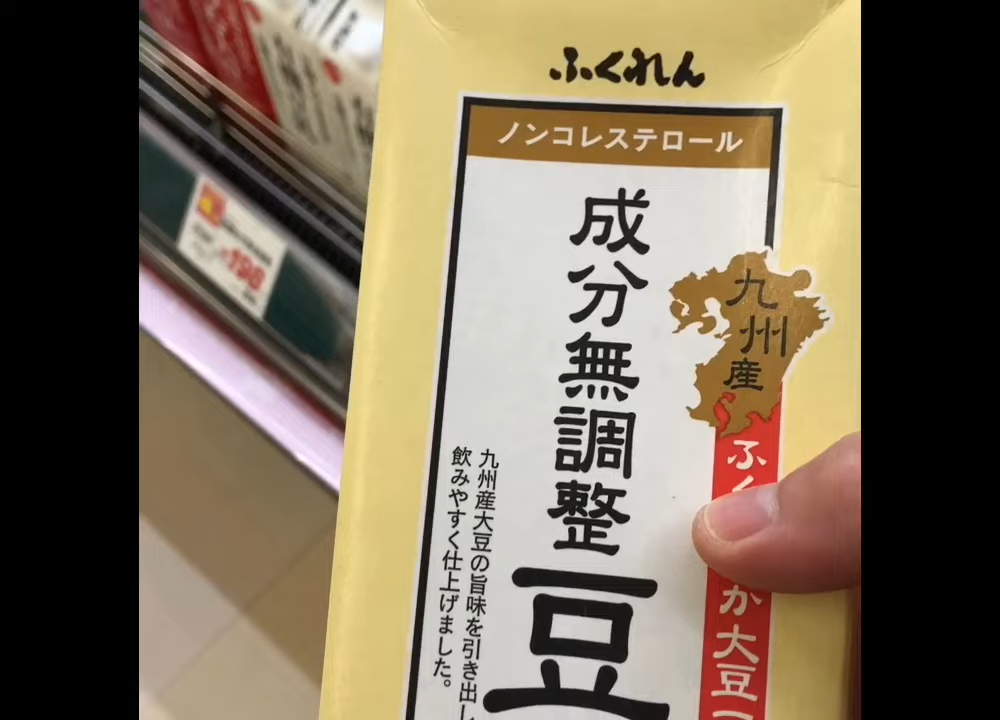 ふくれん
ノンコレステロール
成分無調整
豆
九州産
ふく
か大豆
九州産大豆の旨味を引き出し
飲みやすく仕上げました。
198